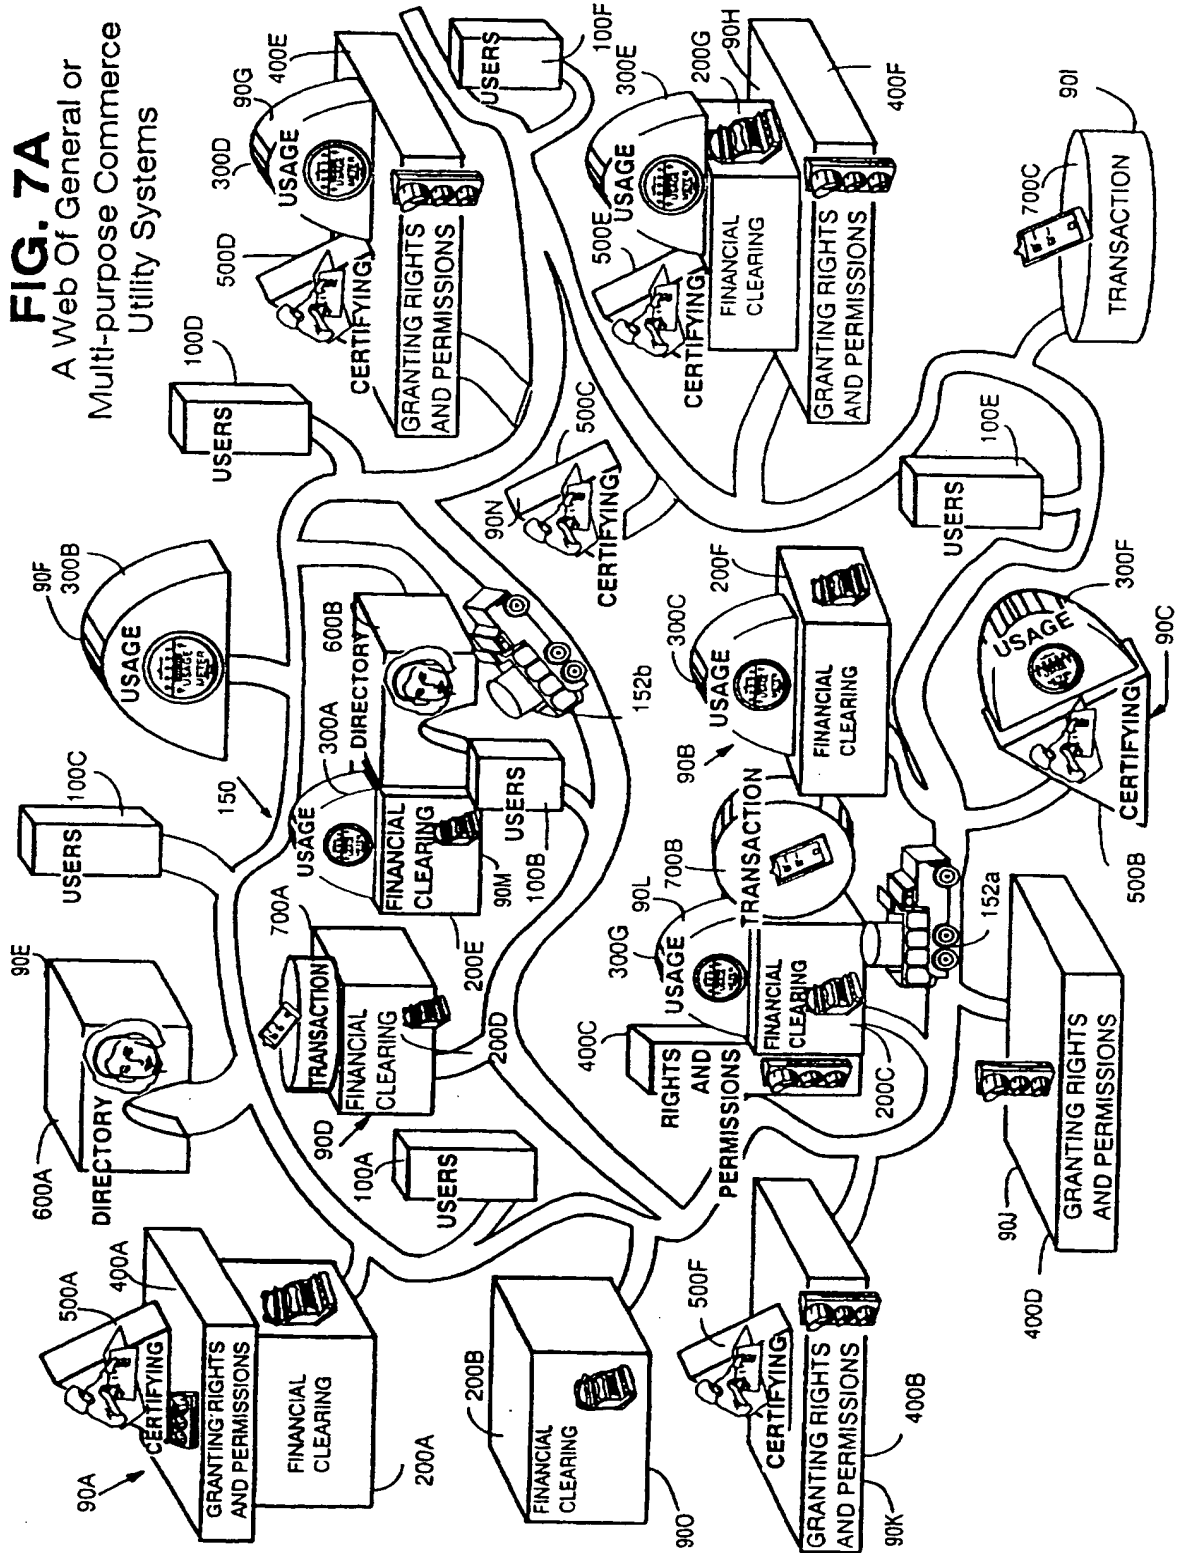 FIG. 7A
A Web Of General or
Multi-purpose Commerce
Utility Systems
90A
500A
400A
CERTIFYING
GRANTING RIGHTS
AND PERMISSIONS
FINANCIAL
CLEARING
200A
600A
90E
DIRECTORY
100C
USERS
150
90F
300B
USAGE
USAGE
METER
100D
USERS
500D
300D
90G
400E
USAGE
CERTIFYING
GRANTING RIGHTS
AND PERMISSIONS
USERS
100F
700A
TRANSACTION
FINANCIAL
CLEARING
90D
200D
100A
USERS
USAGE
300A
DIRECTORY
600B
FINANCIAL
CLEARING
200E
90M
USERS
100B
152b
90N
500C
CERTIFYING
500E
300E
200G
90H
USAGE
CERTIFYING
FINANCIAL
CLEARING
GRANTING RIGHTS
AND PERMISSIONS
400F
200B
FINANCIAL
CLEARING
90O
PERMISSIONS
400C
RIGHTS
AND
PERMISSIONS
300G
90L
USAGE
FINANCIAL
CLEARING
200C
700B
TRANSACTION
152a
90B
300C
USAGE
200F
FINANCIAL
CLEARING
USERS
100E
700C
90I
TRANSACTION
500F
CERTIFYING
GRANTING RIGHTS
AND PERMISSIONS
90K
400B
90J
400D
GRANTING RIGHTS
AND PERMISSIONS
500B
CERTIFYING
USAGE
300F
90C